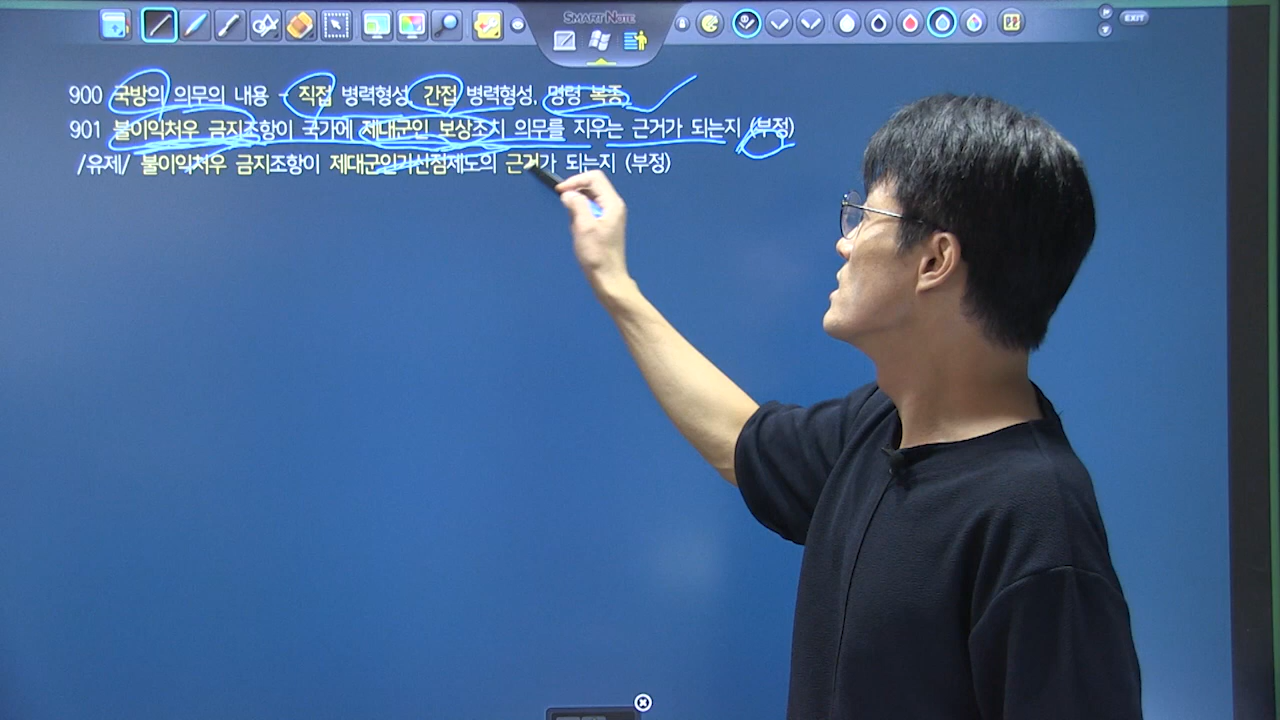 SMART NOTE
EXIT
900 국방의 의무의 내용 - 직접 병력형성, 간접 병력형성, 명령 복종
901 불이익처우 금지조항이 국가에 제대군인 보상조치 의무를 지우는 근거가 되는지 (부정)
/유제/ 불이익처우 금지조항이 제대군인가산점제도의 근거가 되는지 (부정)